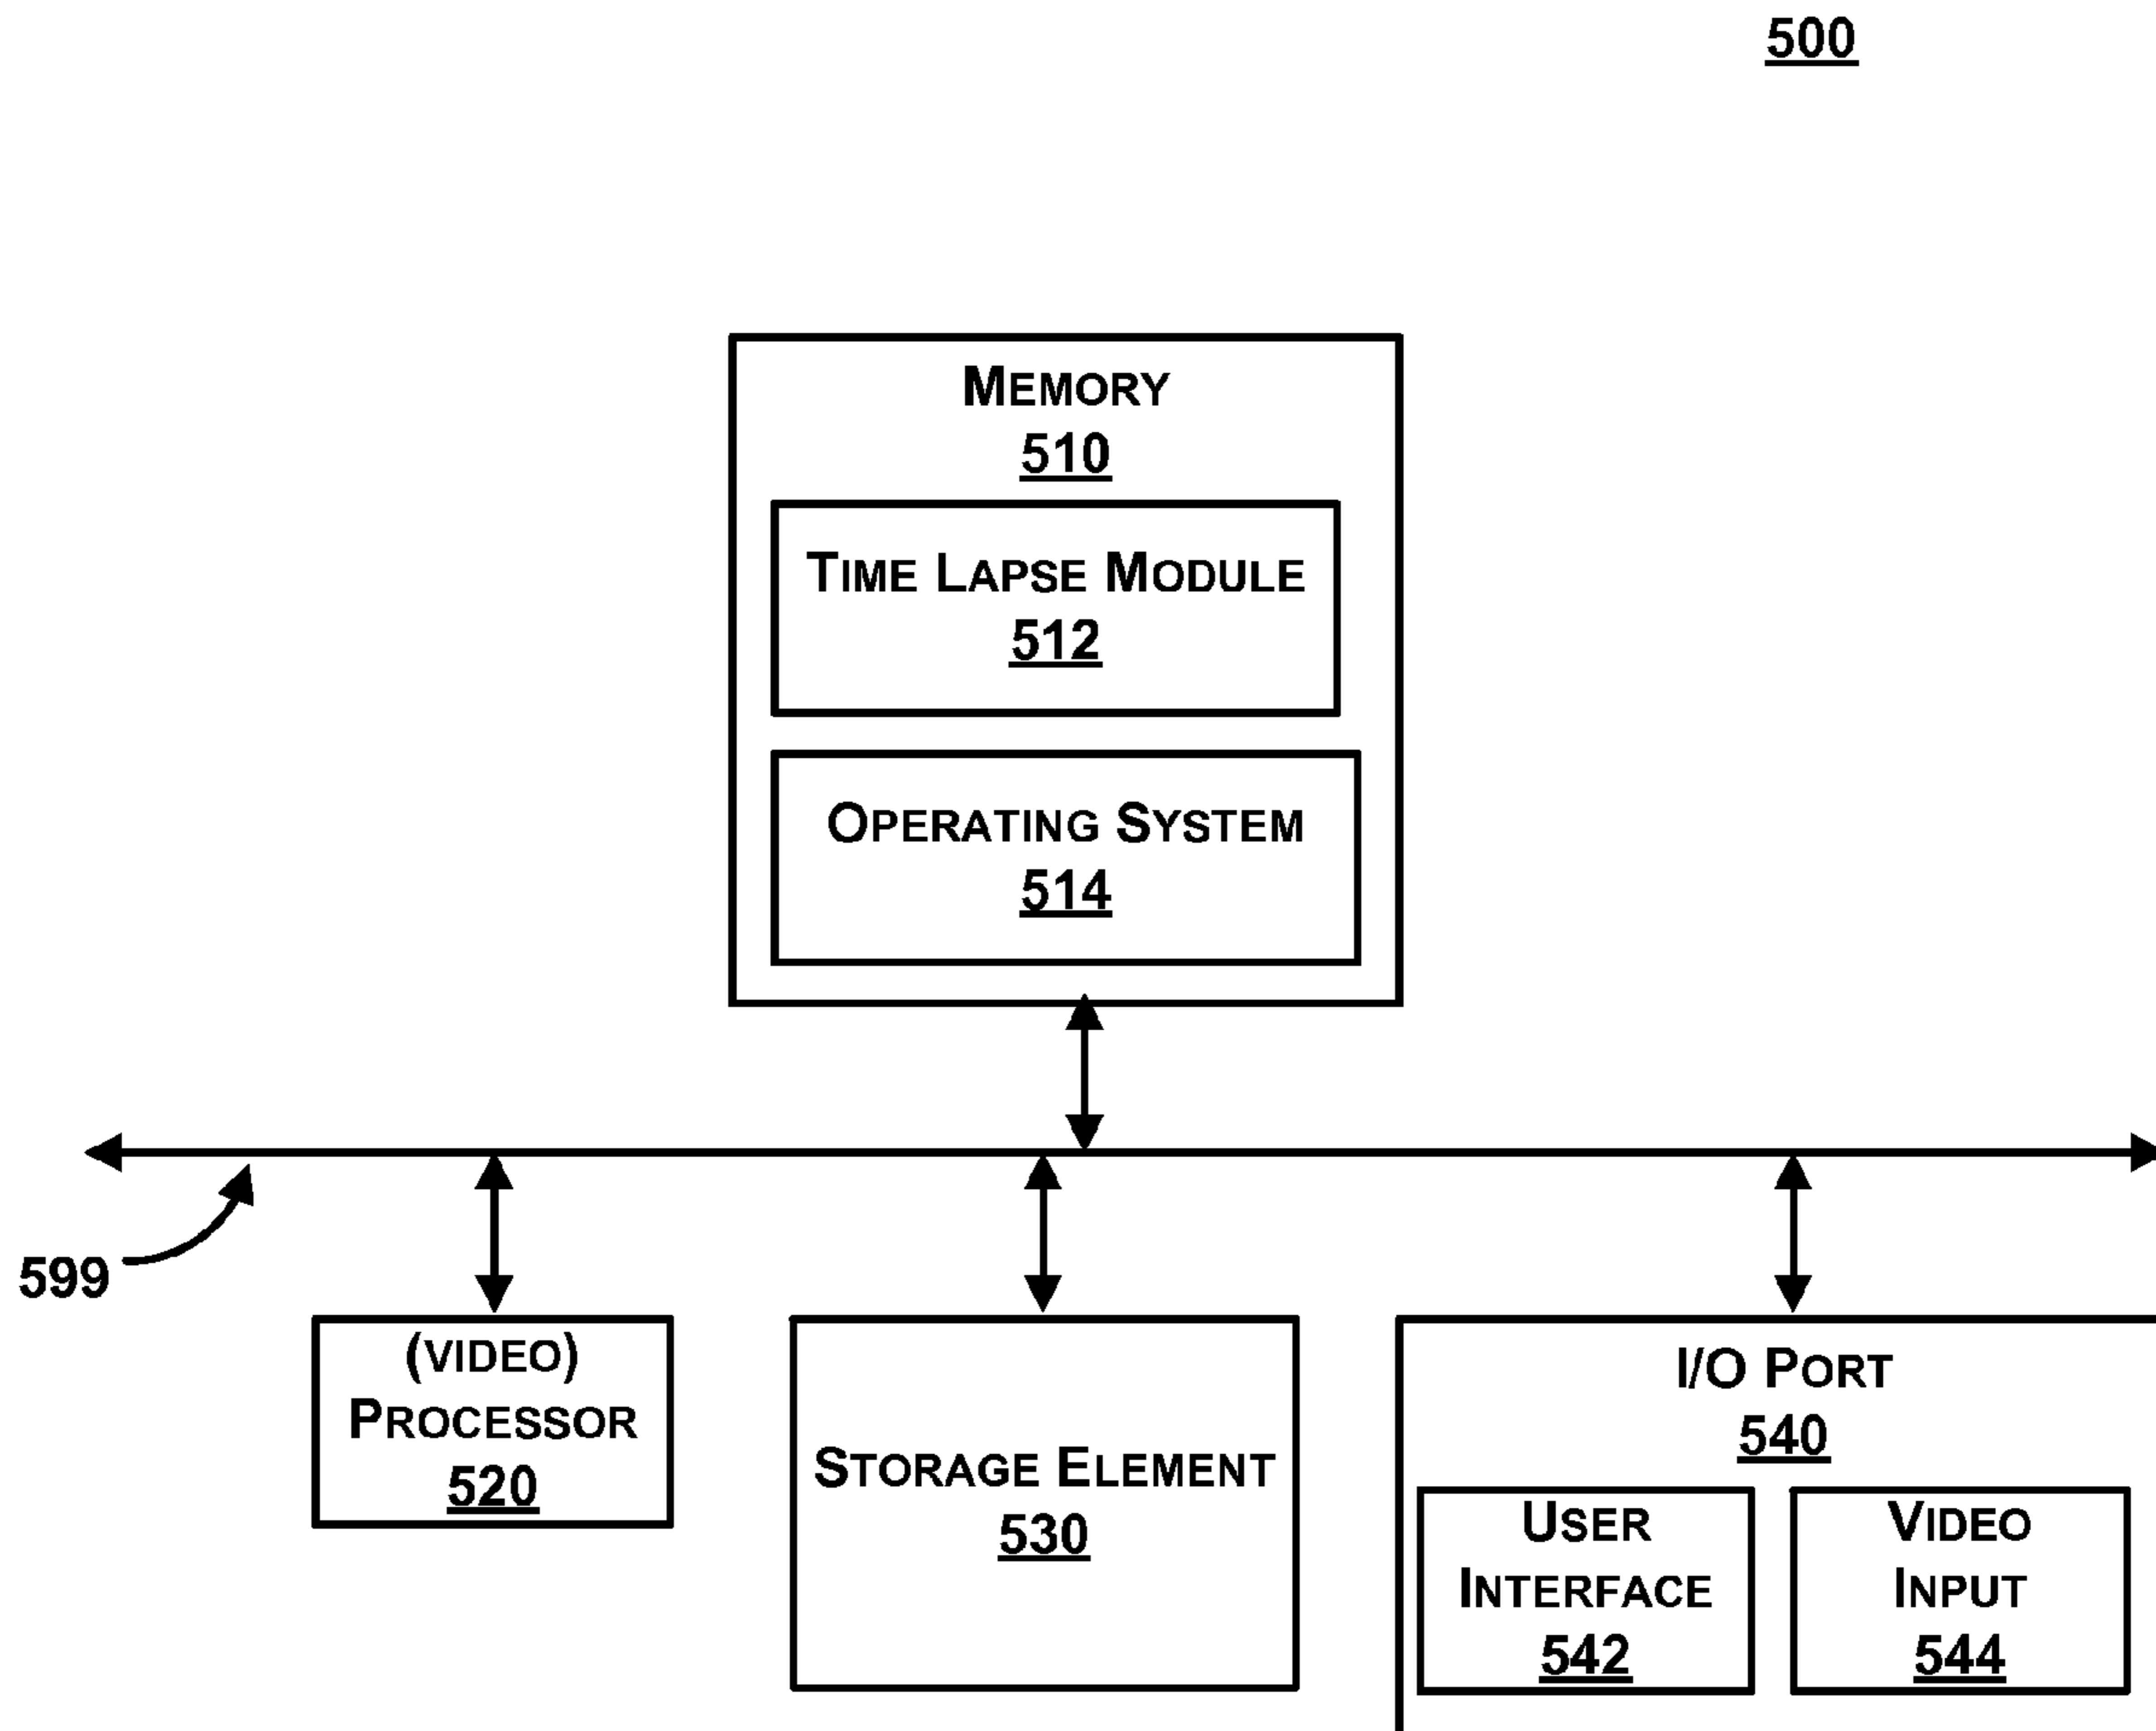 500
MEMORY
510
TIME LAPSE MODULE
512
OPERATING SYSTEM
514
599
(VIDEO)
PROCESSOR
520
STORAGE ELEMENT
530
I/O PORT
540
USER
INTERFACE
542
VIDEO
INPUT
544